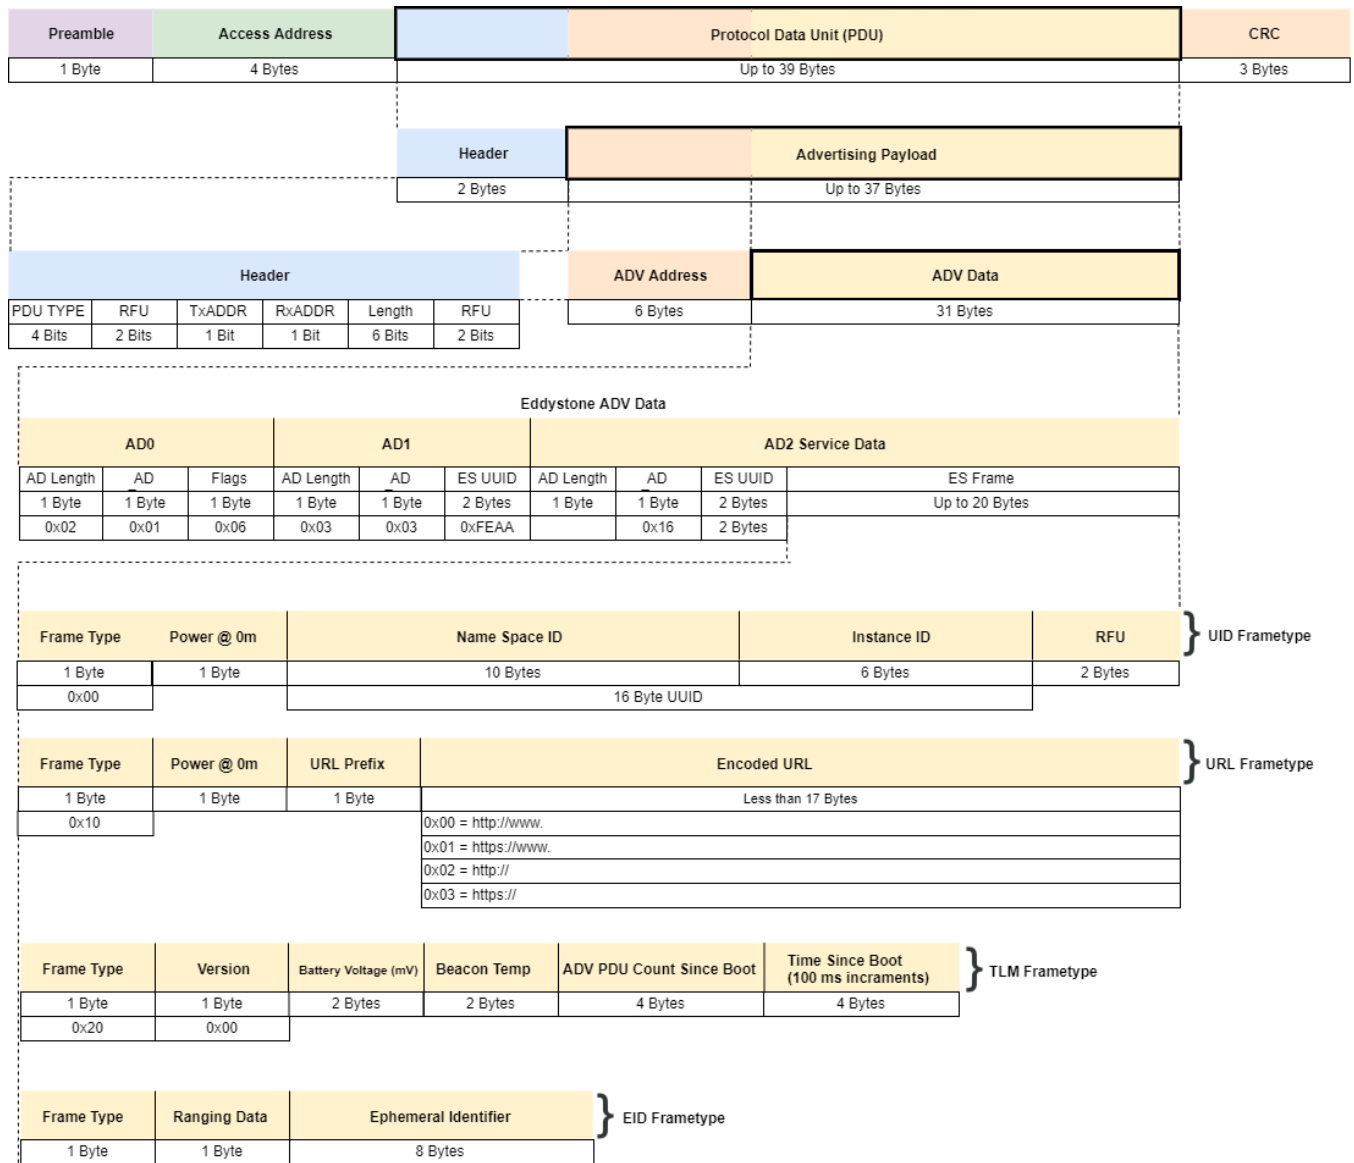 Preamble Access Address Protocol Data Unit (PDU) CRC
1 Byte 4 Bytes Up to 39 Bytes 3 Bytes
Header Advertising Payload
2 Bytes Up to 37 Bytes
Header ADV Address ADV Data
PDU TYPE RFU TxADDR RxADDR Length RFU 6 Bytes 31 Bytes
4 Bits 2 Bits 1 Bit 1 Bit 6 Bits 2 Bits
Eddystone ADV Data
AD0 AD1 AD2 Service Data
AD Length AD Flags AD Length AD ES UUID AD Length AD ES UUID ES Frame
1 Byte 1 Byte 1 Byte 1 Byte 1 Byte 2 Bytes 1 Byte 1 Byte 2 Bytes Up to 20 Bytes
0x02 0x01 0x06 0x03 0x03 0xFEAA 0x16 2 Bytes
Frame Type Power @ 0m Name Space ID Instance ID RFU UID Frametype
1 Byte 1 Byte 10 Bytes 6 Bytes 2 Bytes
0x00 16 Byte UUID
Frame Type Power @ 0m URL Prefix Encoded URL URL Frametype
1 Byte 1 Byte 1 Byte Less than 17 Bytes
0x10 0x00 = http://www.
0x01 = https://www.
0x02 = http://
0x03 = https://
Frame Type Version Battery Voltage (mV) Beacon Temp ADV PDU Count Since Boot Time Since Boot
(100 ms incraments) TLM Frametype
1 Byte 1 Byte 2 Bytes 2 Bytes 4 Bytes 4 Bytes
0x20 0x00
Frame Type Ranging Data Ephemeral Identifier EID Frametype
1 Byte 1 Byte 8 Bytes